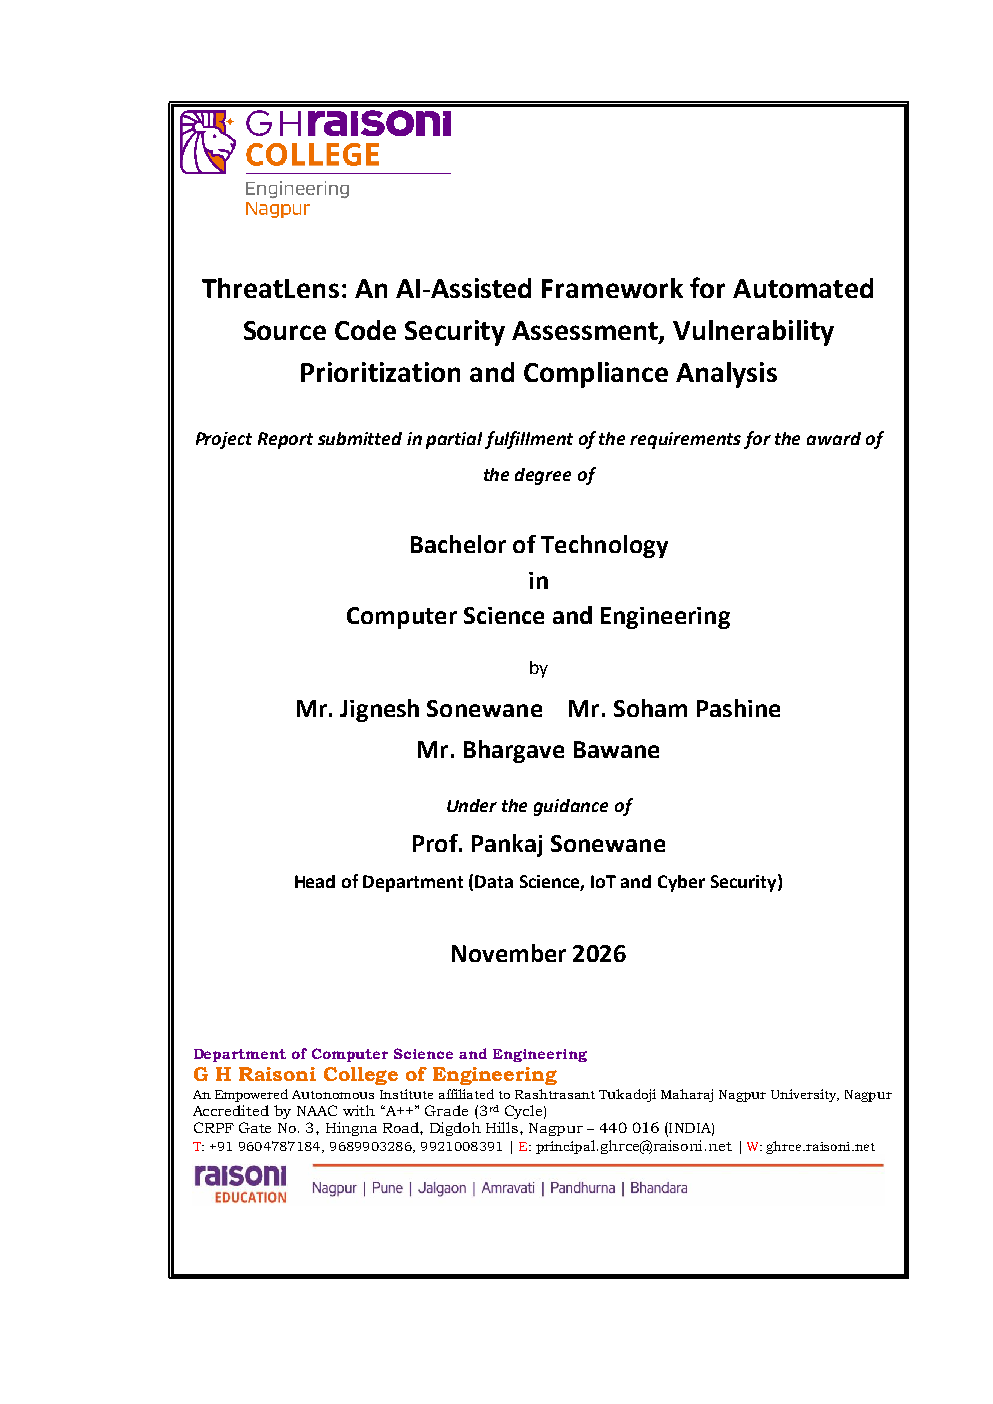 GHraisoni
COLLEGE
Engineering
Nagpur
ThreatLens: An AI-Assisted Framework for Automated
Source Code Security Assessment, Vulnerability
Prioritization and Compliance Analysis
Project Report submitted in partial fulfillment of the requirements for the award of
the degree of
Bachelor of Technology
in
Computer Science and Engineering
by
Mr. Jignesh Sonewane Mr. Soham Pashine
Mr. Bhargave Bawane
Under the guidance of
Prof. Pankaj Sonewane
Head of Department (Data Science, IoT and Cyber Security)
November 2026
Department of Computer Science and Engineering
G H Raisoni College of Engineering
An Empowered Autonomous Institute affiliated to Rashtrasant Tukadoji Maharaj Nagpur University, Nagpur
Accredited by NAAC with “A++” Grade (3rd Cycle)
CRPF Gate No. 3, Hingna Road, Digdoh Hills, Nagpur – 440 016 (INDIA)
T: +91 9604787184, 9689903286, 9921008391 | E: principal.ghrce@raisoni.net | W: ghrce.raisoni.net
raisoni
EDUCATION
Nagpur | Pune | Jalgaon | Amravati | Pandhurna | Bhandara